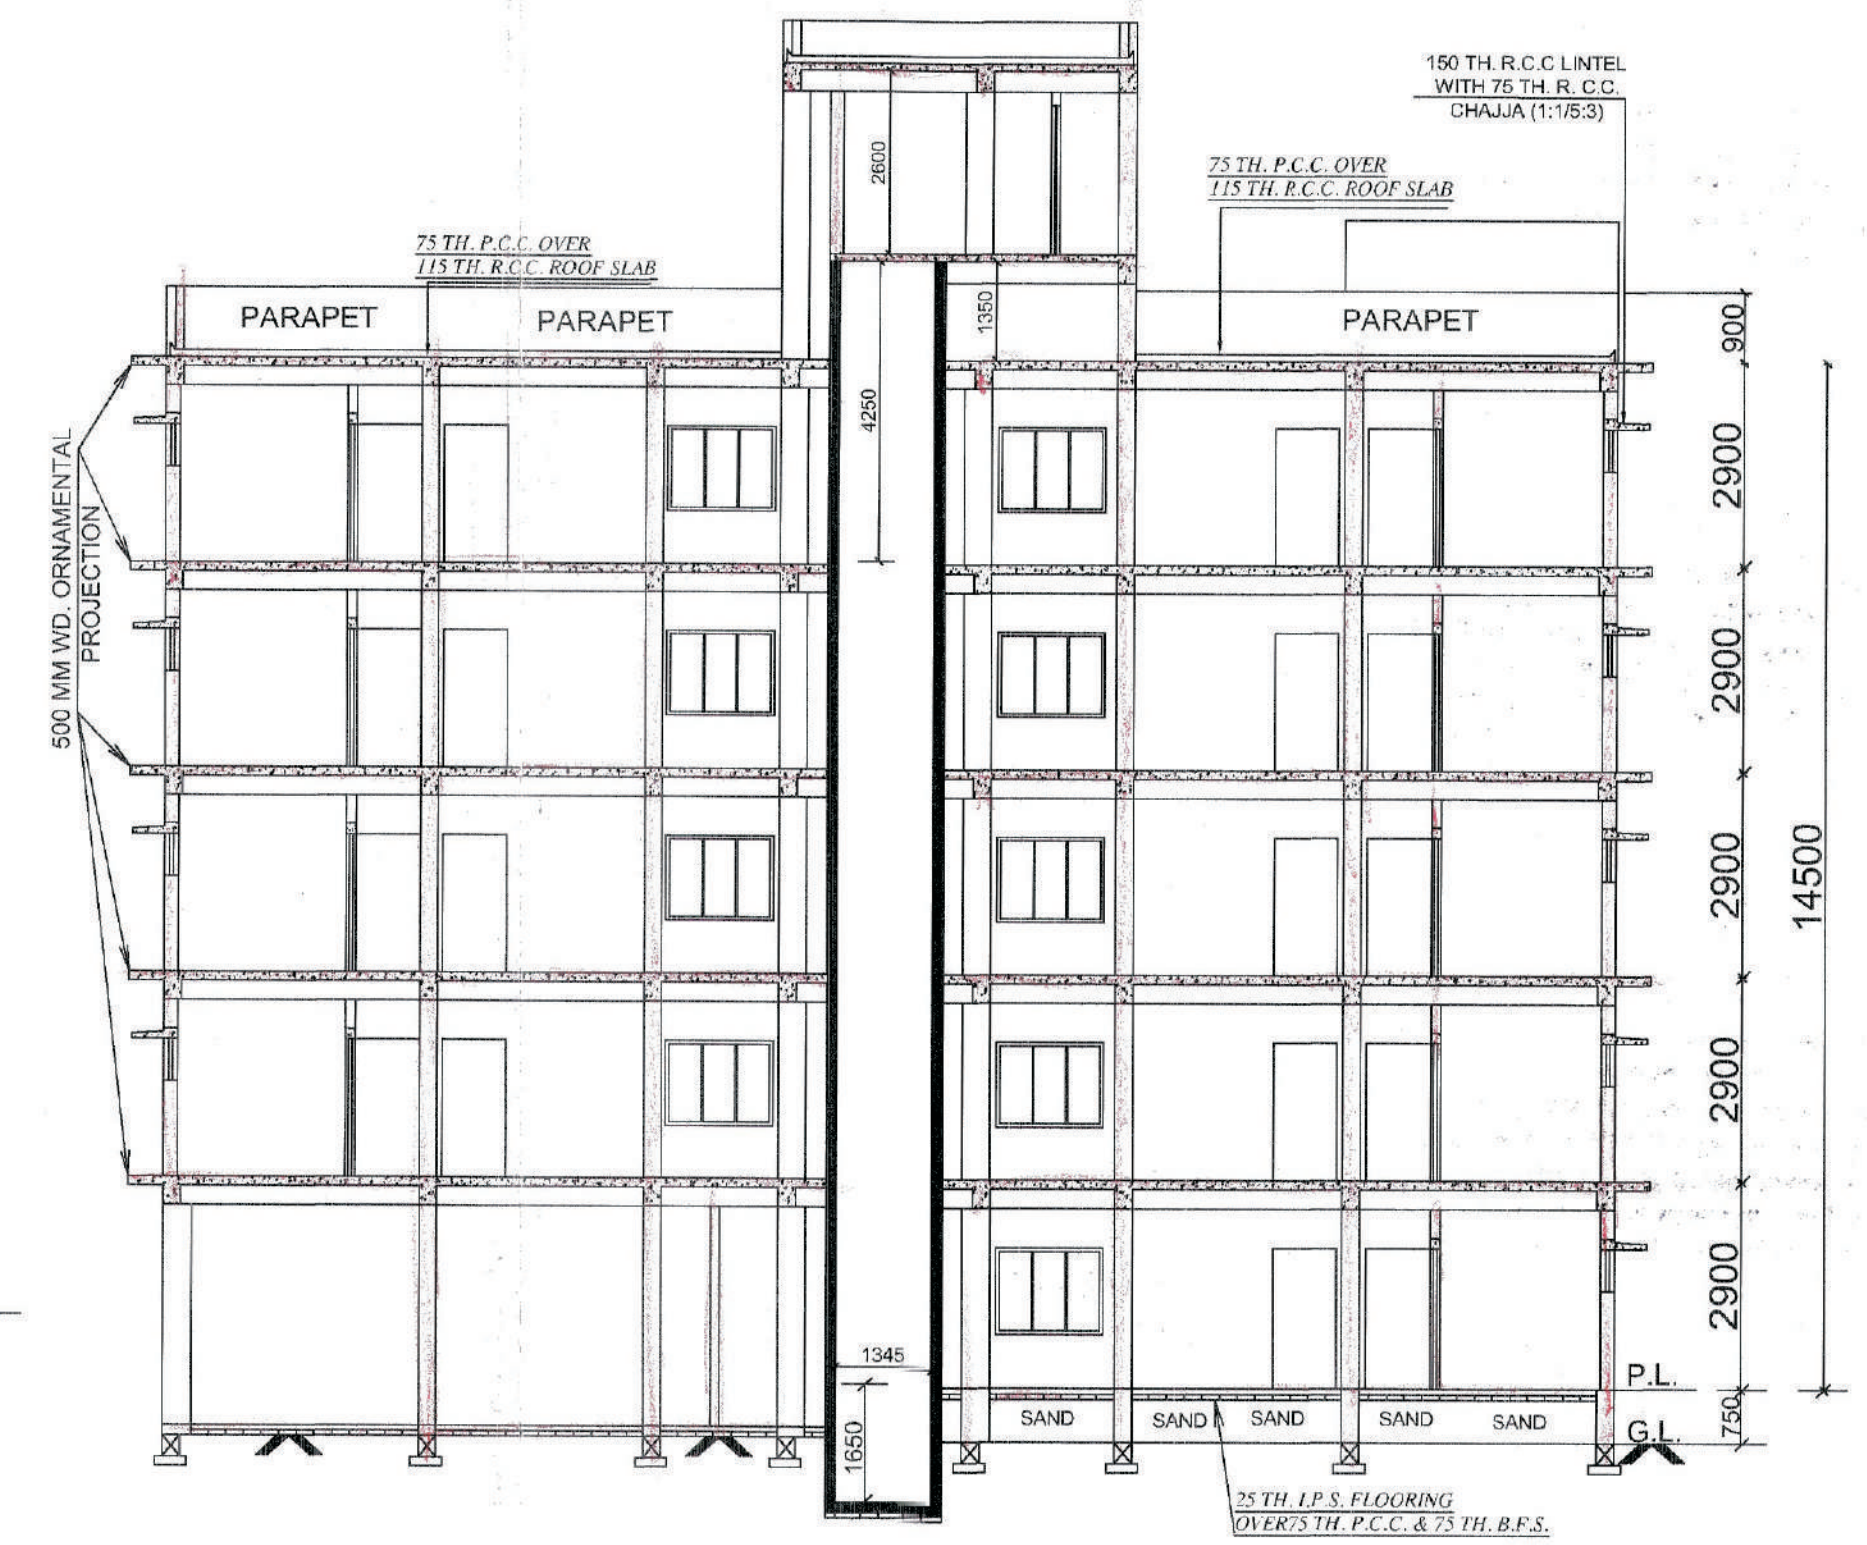 150 TH. R.C.C LINTEL
WITH 75 TH. R. C.C.
CHAJJA (1:1/5:3)
75 TH. P.C.C. OVER
115 TH. R.C.C. ROOF SLAB
2600
75 TH. P.C.C. OVER
115 TH. R.C.C. ROOF SLAB
PARAPET
PARAPET
1350
PARAPET
900
4250
500 MM WD. ORNAMENTAL
PROJECTION
2900
2900
2900
14500
2900
2900
1345
1650
P.L.
SAND
SAND
SAND
SAND
SAND
750
G.L.
25 TH. I.P.S. FLOORING
OVER75 TH. P.C.C. & 75 TH. B.F.S.